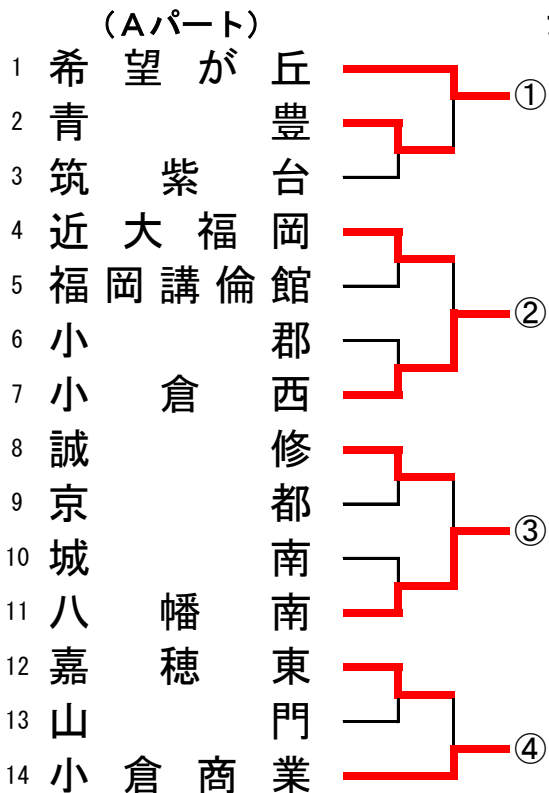 （Aパート）
1 希望が丘
2 青豊
3 筑紫台
4 近大福岡
5 福岡講倫館
6 小郡
7 小倉西
8 誠修
9 京都
10 城南
11 八幡南
12 嘉穂東
13 山門
14 小倉商業
①
②
③
④